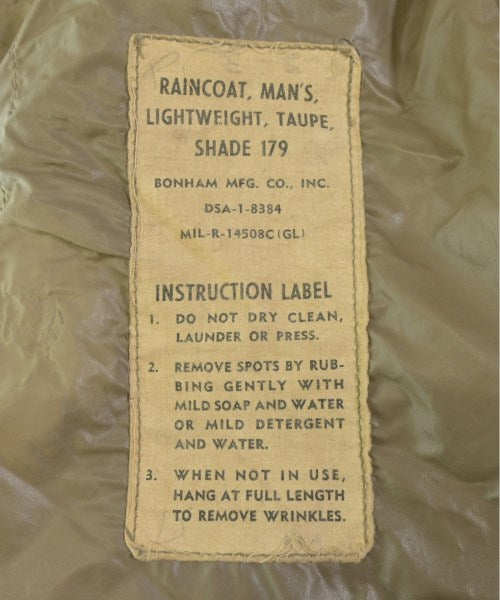 RAINCOAT, MAN'S,
LIGHTWEIGHT, TAUPE,
SHADE 179
BONHAM MFG. CO., INC.
DSA-1-8384
MIL-R-14508C (GL)
INSTRUCTION LABEL
1. DO NOT DRY CLEAN,
LAUNDER OR PRESS.
2. REMOVE SPOTS BY RUB-
BING GENTLY WITH
MILD SOAP AND WATER
OR MILD DETERGENT
AND WATER.
3. WHEN NOT IN USE,
HANG AT FULL LENGTH
TO REMOVE WRINKLES.